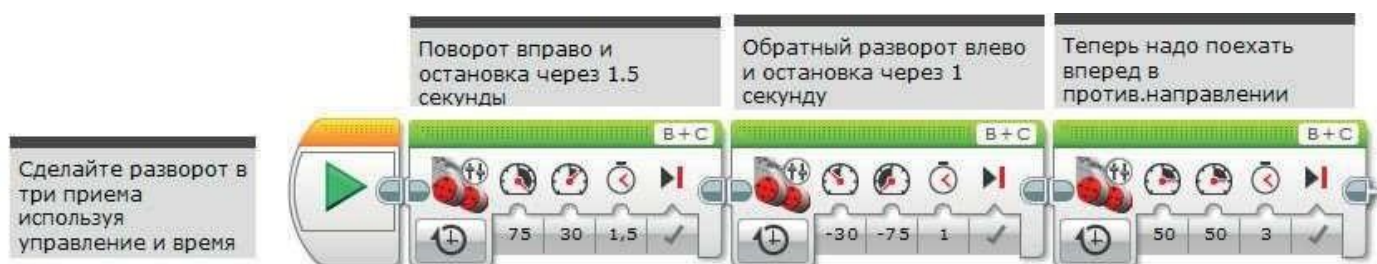 Сделайте разворот в
три приема
используя
управление и время
Поворот вправо и
остановка через 1.5
секунды
Обратный разворот влево
и остановка через 1
секунду
Теперь надо поехать
вперед в
против.направлении
B+C
75 30 1,5
B+C
-30 -75 1
B+C
50 50 3